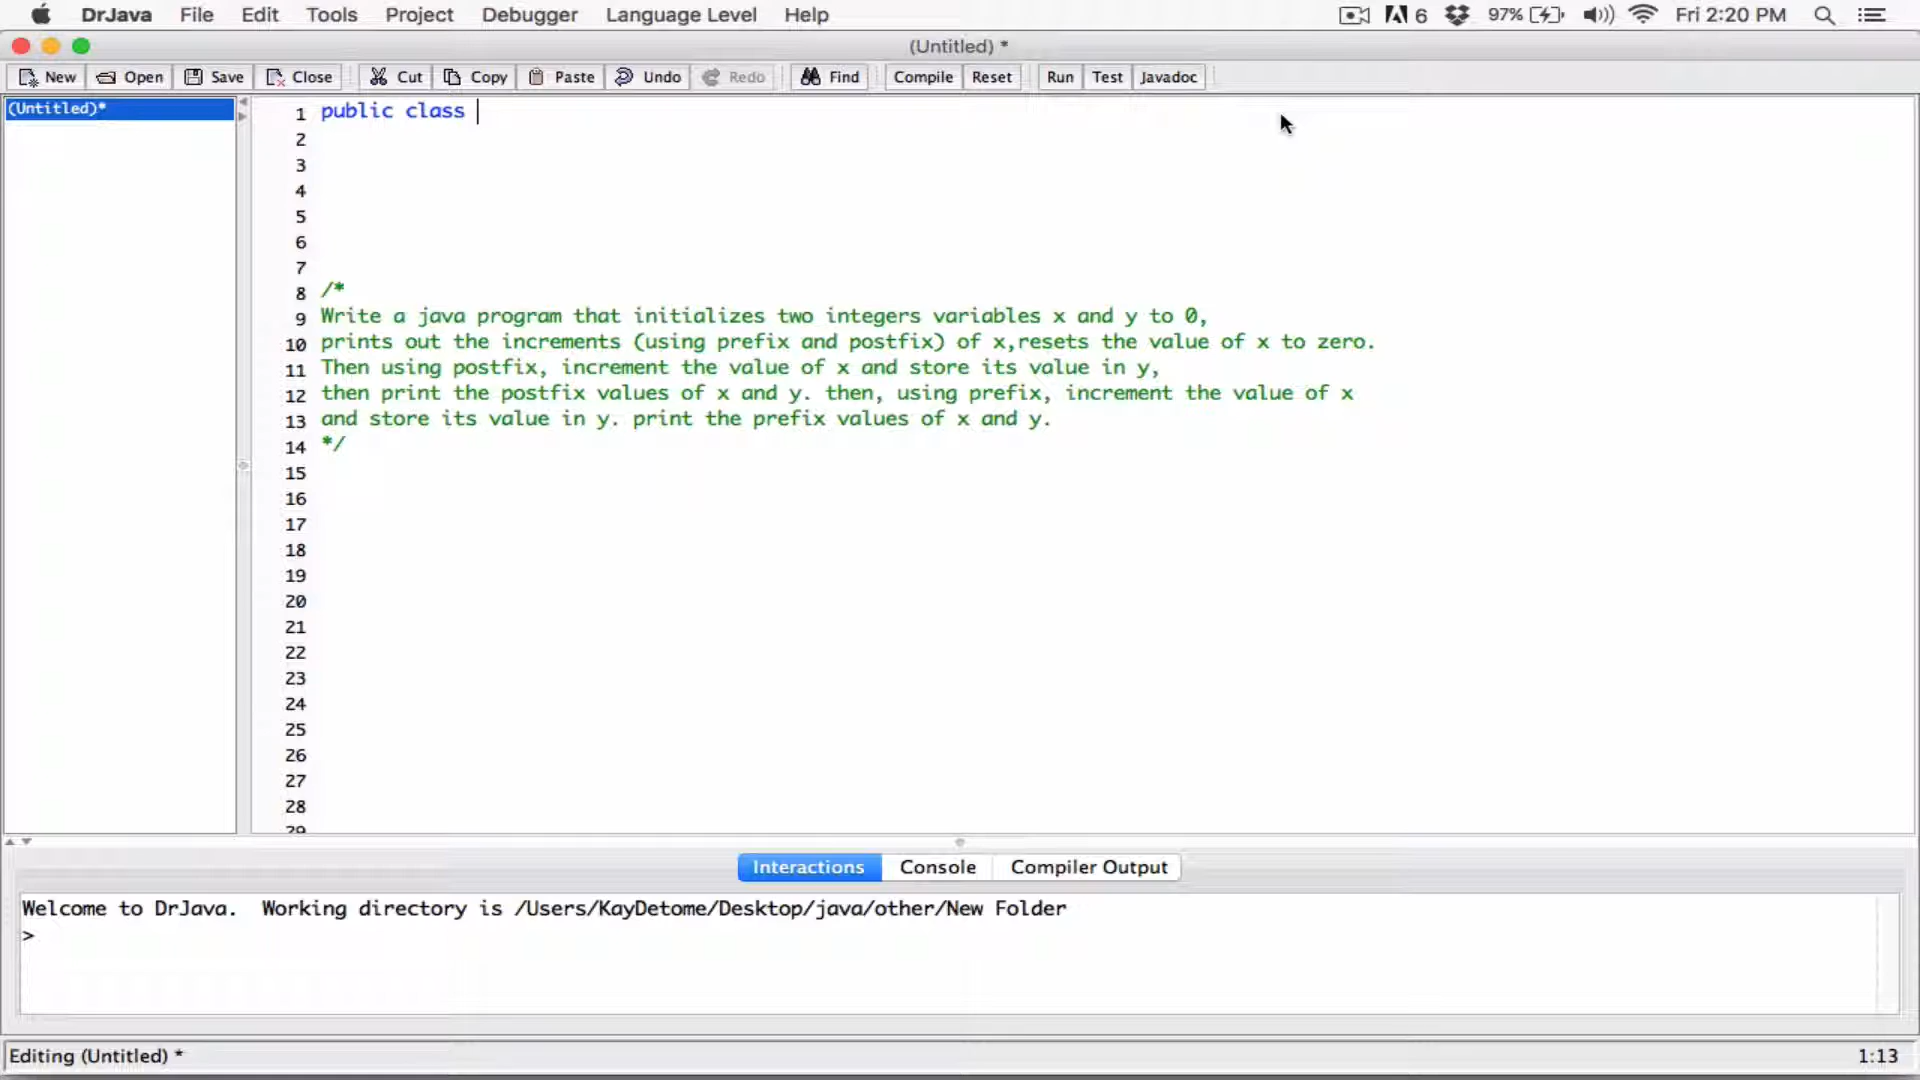 DrJava File Edit Tools Project Debugger Language Level Help 6 97% Fri 2:20 PM
(Untitled) *
New Open Save Close Cut Copy Paste Undo Redo Find Compile Reset Run Test Javadoc
(Untitled)*
1 public class
2
3
4
5
6
7
8 /*
9 Write a java program that initializes two integers variables x and y to 0,
10 prints out the increments (using prefix and postfix) of x,resets the value of x to zero.
11 Then using postfix, increment the value of x and store its value in y,
12 then print the postfix values of x and y. then, using prefix, increment the value of x
13 and store its value in y. print the prefix values of x and y.
14 */
15
16
17
18
19
20
21
22
23
24
25
26
27
28
29
Interactions Console Compiler Output
Welcome to DrJava. Working directory is /Users/KayDetome/Desktop/java/other/New Folder
>
Editing (Untitled) * 1:13